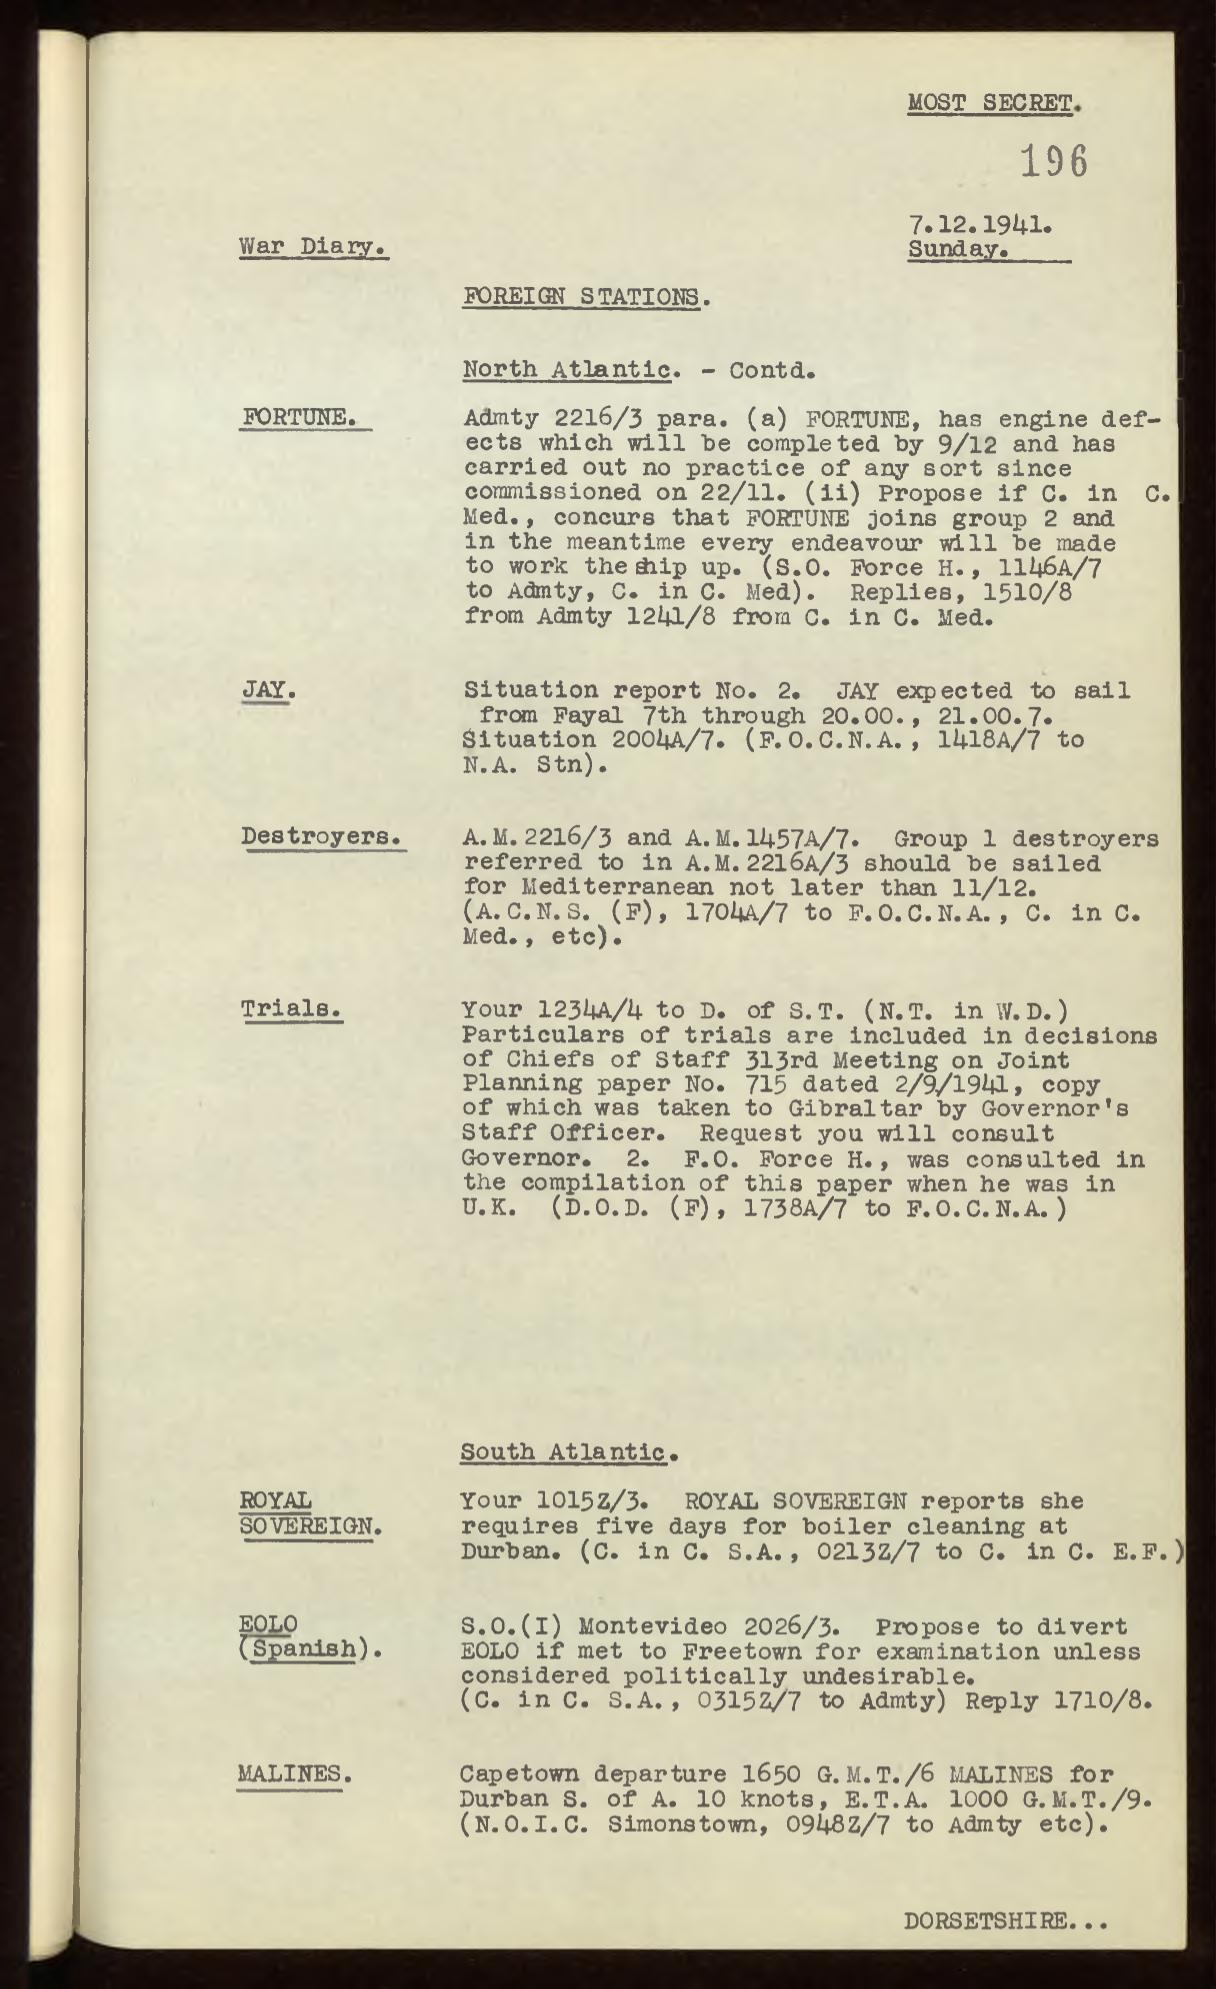 MOST SECRET.
196
7.12.1941.
War Diary.
Sunday.
FOREIGN STATIONS.
North Atlantic. - Contd.
FORTUNE.
Admty 2216/3 para. (a) FORTUNE, has engine def-
ects which will be completed by 9/12 and has
carried out no practice of any sort since
commissioned on 22/11. (ii) Propose if C. in C.
Med., concurs that FORTUNE joins group 2 and
in the meantime every endeavour will be made
to work the ship up. (S.O. Force H., 1146A/7
to Admty, C. in C. Med). Replies, 1510/8
from Admty 1241/8 from C. in C. Med.
JAY.
Situation report No. 2. JAY expected to sail
from Fayal 7th through 20.00., 21.00.7.
Situation 2004A/7. (F.O.C.N.A., 1418A/7 to
N.A. Stn).
Destroyers.
A.M.2216/3 and A.M.1457A/7. Group 1 destroyers
referred to in A.M.2216A/3 should be sailed
for Mediterranean not later than 11/12.
(A.C.N.S. (F), 1704A/7 to F.O.C.N.A., C. in C.
Med., etc).
Trials.
Your 1234A/4 to D. of S.T. (N.T. in W.D.)
Particulars of trials are included in decisions
of Chiefs of Staff 313rd Meeting on Joint
Planning paper No. 715 dated 2/9/1941, copy
of which was taken to Gibraltar by Governor's
Staff Officer. Request you will consult
Governor. 2. F.O. Force H., was consulted in
the compilation of this paper when he was in
U.K. (D.O.D. (F), 1738A/7 to F.O.C.N.A.)
South Atlantic.
ROYAL
SOVEREIGN.
Your 1015Z/3. ROYAL SOVEREIGN reports she
requires five days for boiler cleaning at
Durban. (C. in C. S.A., 0213Z/7 to C. in C. E.F.)
EOLO
(Spanish).
S.O.(I) Montevideo 2026/3. Propose to divert
EOLO if met to Freetown for examination unless
considered politically undesirable.
(C. in C. S.A., 0315Z/7 to Admty) Reply 1710/8.
MALINES.
Capetown departure 1650 G.M.T./6 MALINES for
Durban S. of A. 10 knots, E.T.A. 1000 G.M.T./9.
(N.O.I.C. Simonstown, 0948Z/7 to Admty etc).
DORSETSHIRE...